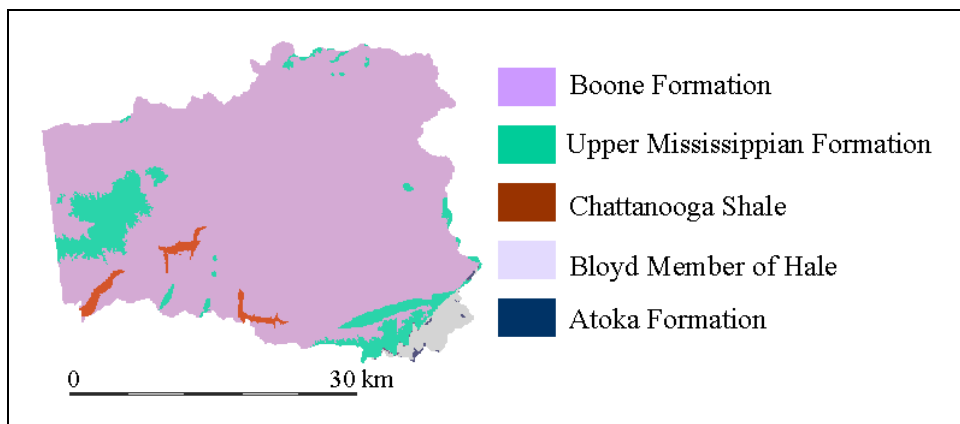 Boone Formation
Upper Mississippian Formation
Chattanooga Shale
Bloyd Member of Hale
Atoka Formation
0 30 km